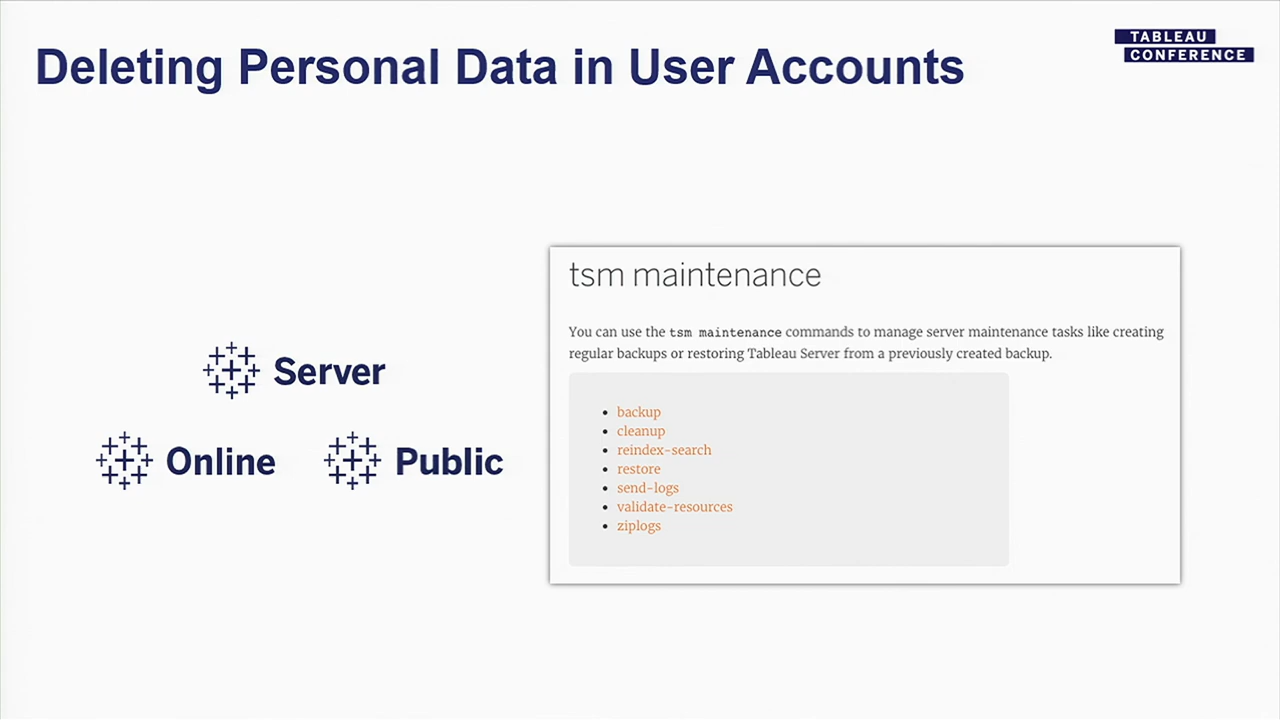 Deleting Personal Data in User Accounts
TABLEAU
CONFERENCE
Server
Online
Public
tsm maintenance
You can use the tsm maintenance commands to manage server maintenance tasks like creating
regular backups or restoring Tableau Server from a previously created backup.
• backup
• cleanup
• reindex-search
• restore
• send-logs
• validate-resources
• ziplogs